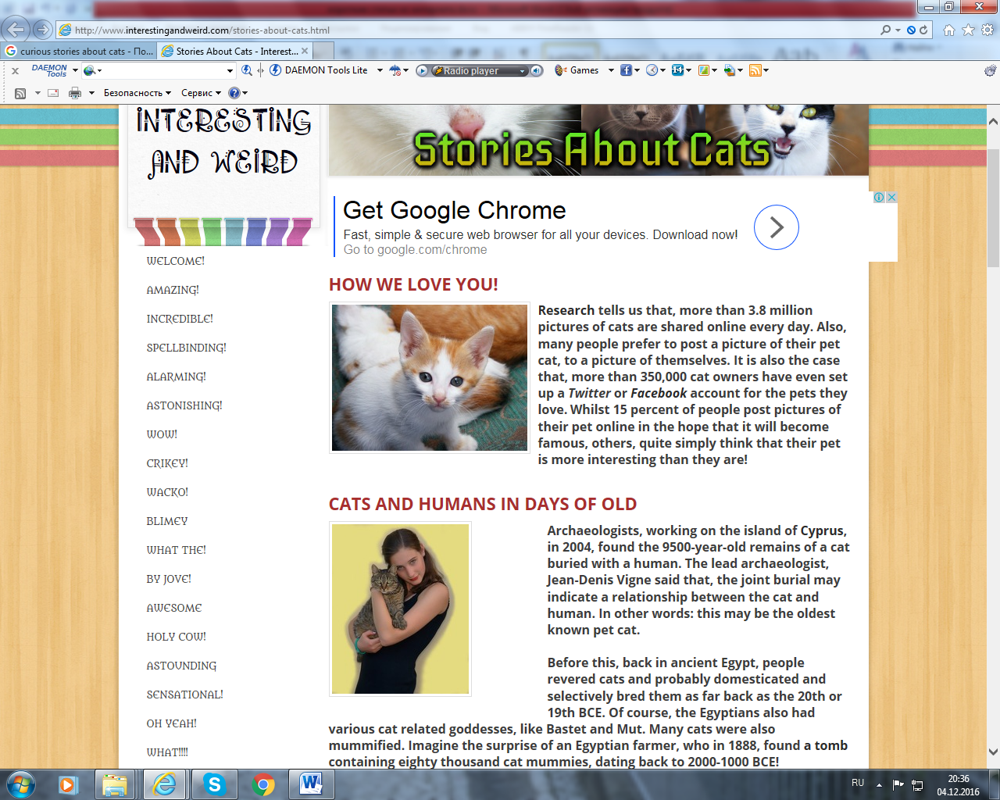 http://www.interestingandweird.com/stories-about-cats.html
curious stories about cats - По...
Stories About Cats - Interest...
DAEMON Tools
DAEMON Tools Lite
Radio player
Games
14
Безопасность
Сервис
INTERESTING
AND WEIRD
Stories About Cats
Get Google Chrome
Fast, simple & secure web browser for all your devices. Download now!
Go to google.com/chrome
WELCOME!
AMAZING!
INCREDIBLE!
SPELLBINDING!
ALARMING!
ASTONISHING!
WOW!
CRIKEY!
WACKO!
BLIMEY
WHAT THE!
BY JOVE!
AWESOME
HOLY COW!
ASTOUNDING
SENSATIONAL!
OH YEAH!
WHAT!!!!
HOW WE LOVE YOU!
Research tells us that, more than 3.8 million
pictures of cats are shared online every day. Also,
many people prefer to post a picture of their pet
cat, to a picture of themselves. It is also the case
that, more than 350,000 cat owners have even set
up a Twitter or Facebook account for the pets they
love. Whilst 15 percent of people post pictures of
their pet online in the hope that it will become
famous, others, quite simply think that their pet
is more interesting than they are!
CATS AND HUMANS IN DAYS OF OLD
Archaeologists, working on the island of Cyprus,
in 2004, found the 9500-year-old remains of a cat
buried with a human. The lead archaeologist,
Jean-Denis Vigne said that, the joint burial may
indicate a relationship between the cat and
human. In other words: this may be the oldest
known pet cat.
Before this, back in ancient Egypt, people
revered cats and probably domesticated and
selectively bred them as far back as the 20th or
19th BCE. Of course, the Egyptians also had
various cat related goddesses, like Bastet and Mut. Many cats were also
mummified. Imagine the surprise of an Egyptian farmer, who in 1888, found a tomb
containing eighty thousand cat mummies, dating back to 2000-1000 BCE!
RU
20:36
04.12.2016